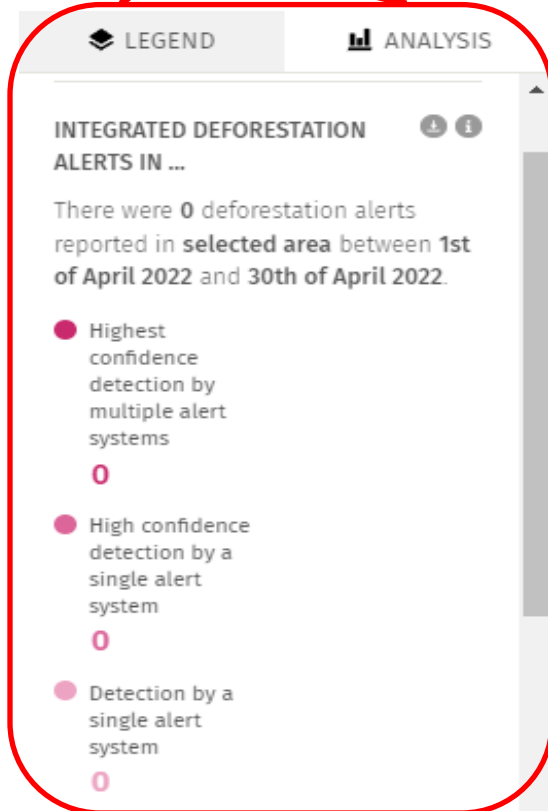 LEGEND
ANALYSIS
INTEGRATED DEFORESTATION
ALERTS IN ...
There were 0 deforestation alerts
reported in selected area between 1st
of April 2022 and 30th of April 2022.
Highest
confidence
detection by
multiple alert
systems
0
High confidence
detection by a
single alert
system
0
Detection by a
single alert
system
0